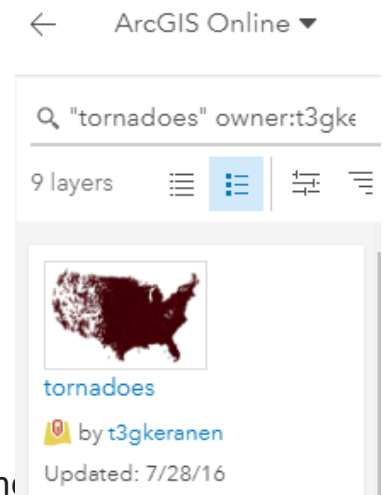 ArcGIS Online
"tornadoes" owner:t3gke
9 layers
tornadoes
by t3gkeranen
Updated: 7/28/16